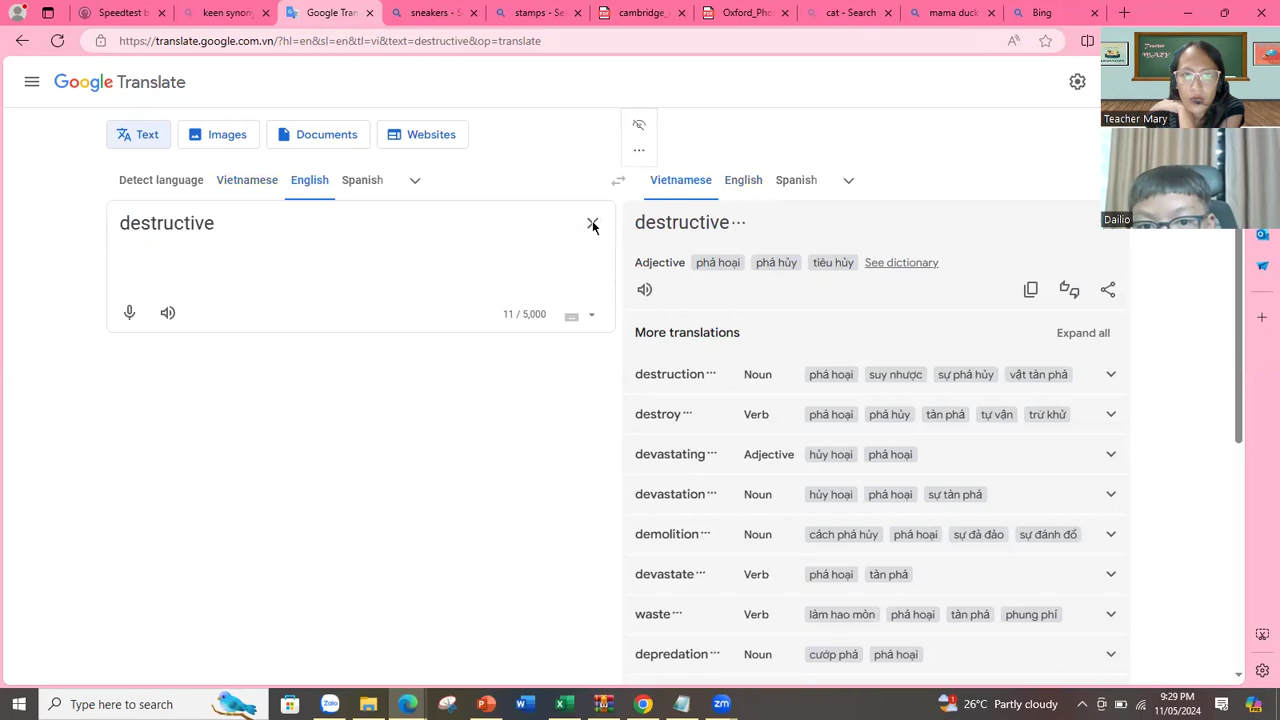 Speedtest b
keen synony
Google Tran
sneakers - S
stamps - Se
cambridge_
Oxford_Pho
cat - Search
mama duck
Bing
https://translate.google.com.vn/?hl=en&sl=en&tl=vi&text=destructive&op=translate
Google Translate
Text
Images
Documents
Websites
Teacher Mary
Detect language
Vietnamese
English
Spanish
Vietnamese
English
Spanish
Dailio
destructive
destructive
Adjective phá hoại phá hủy tiêu hủy See dictionary
11 / 5,000
More translations Expand all
destruction Noun phá hoại suy nhược sự phá hủy vật tàn phá
destroy Verb phá hoại phá hủy tàn phá tự vận trừ khử
devastating Adjective hủy hoại phá hoại
devastation Noun hủy hoại phá hoại sự tàn phá
demolition Noun cách phá hủy phá hoại sự đả đảo sự đánh đổ
devastate Verb phá hoại tàn phá
waste Verb làm hao mòn phá hoại tàn phá phung phí
depredation Noun cướp phá phá hoại
Type here to search
Zalo
zm
26°C Partly cloudy
9:29 PM
11/05/2024